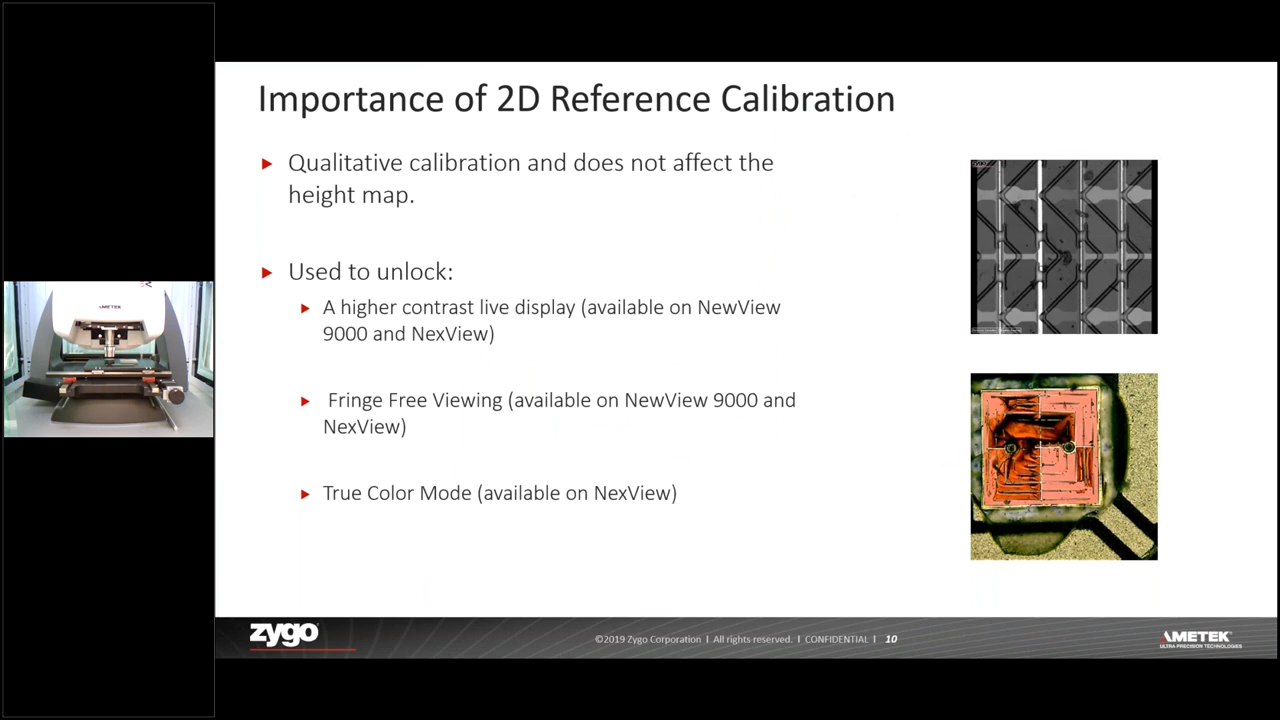 Importance of 2D Reference Calibration
Qualitative calibration and does not affect the
height map.
Used to unlock:
A higher contrast live display (available on NewView
9000 and NexView)
Fringe Free Viewing (available on NewView 9000 and
NexView)
True Color Mode (available on NexView)
AMETEK
zygo
©2019 Zygo Corporation I All rights reserved. I CONFIDENTIAL I 10
AMETEK
ULTRA PRECISION TECHNOLOGIES